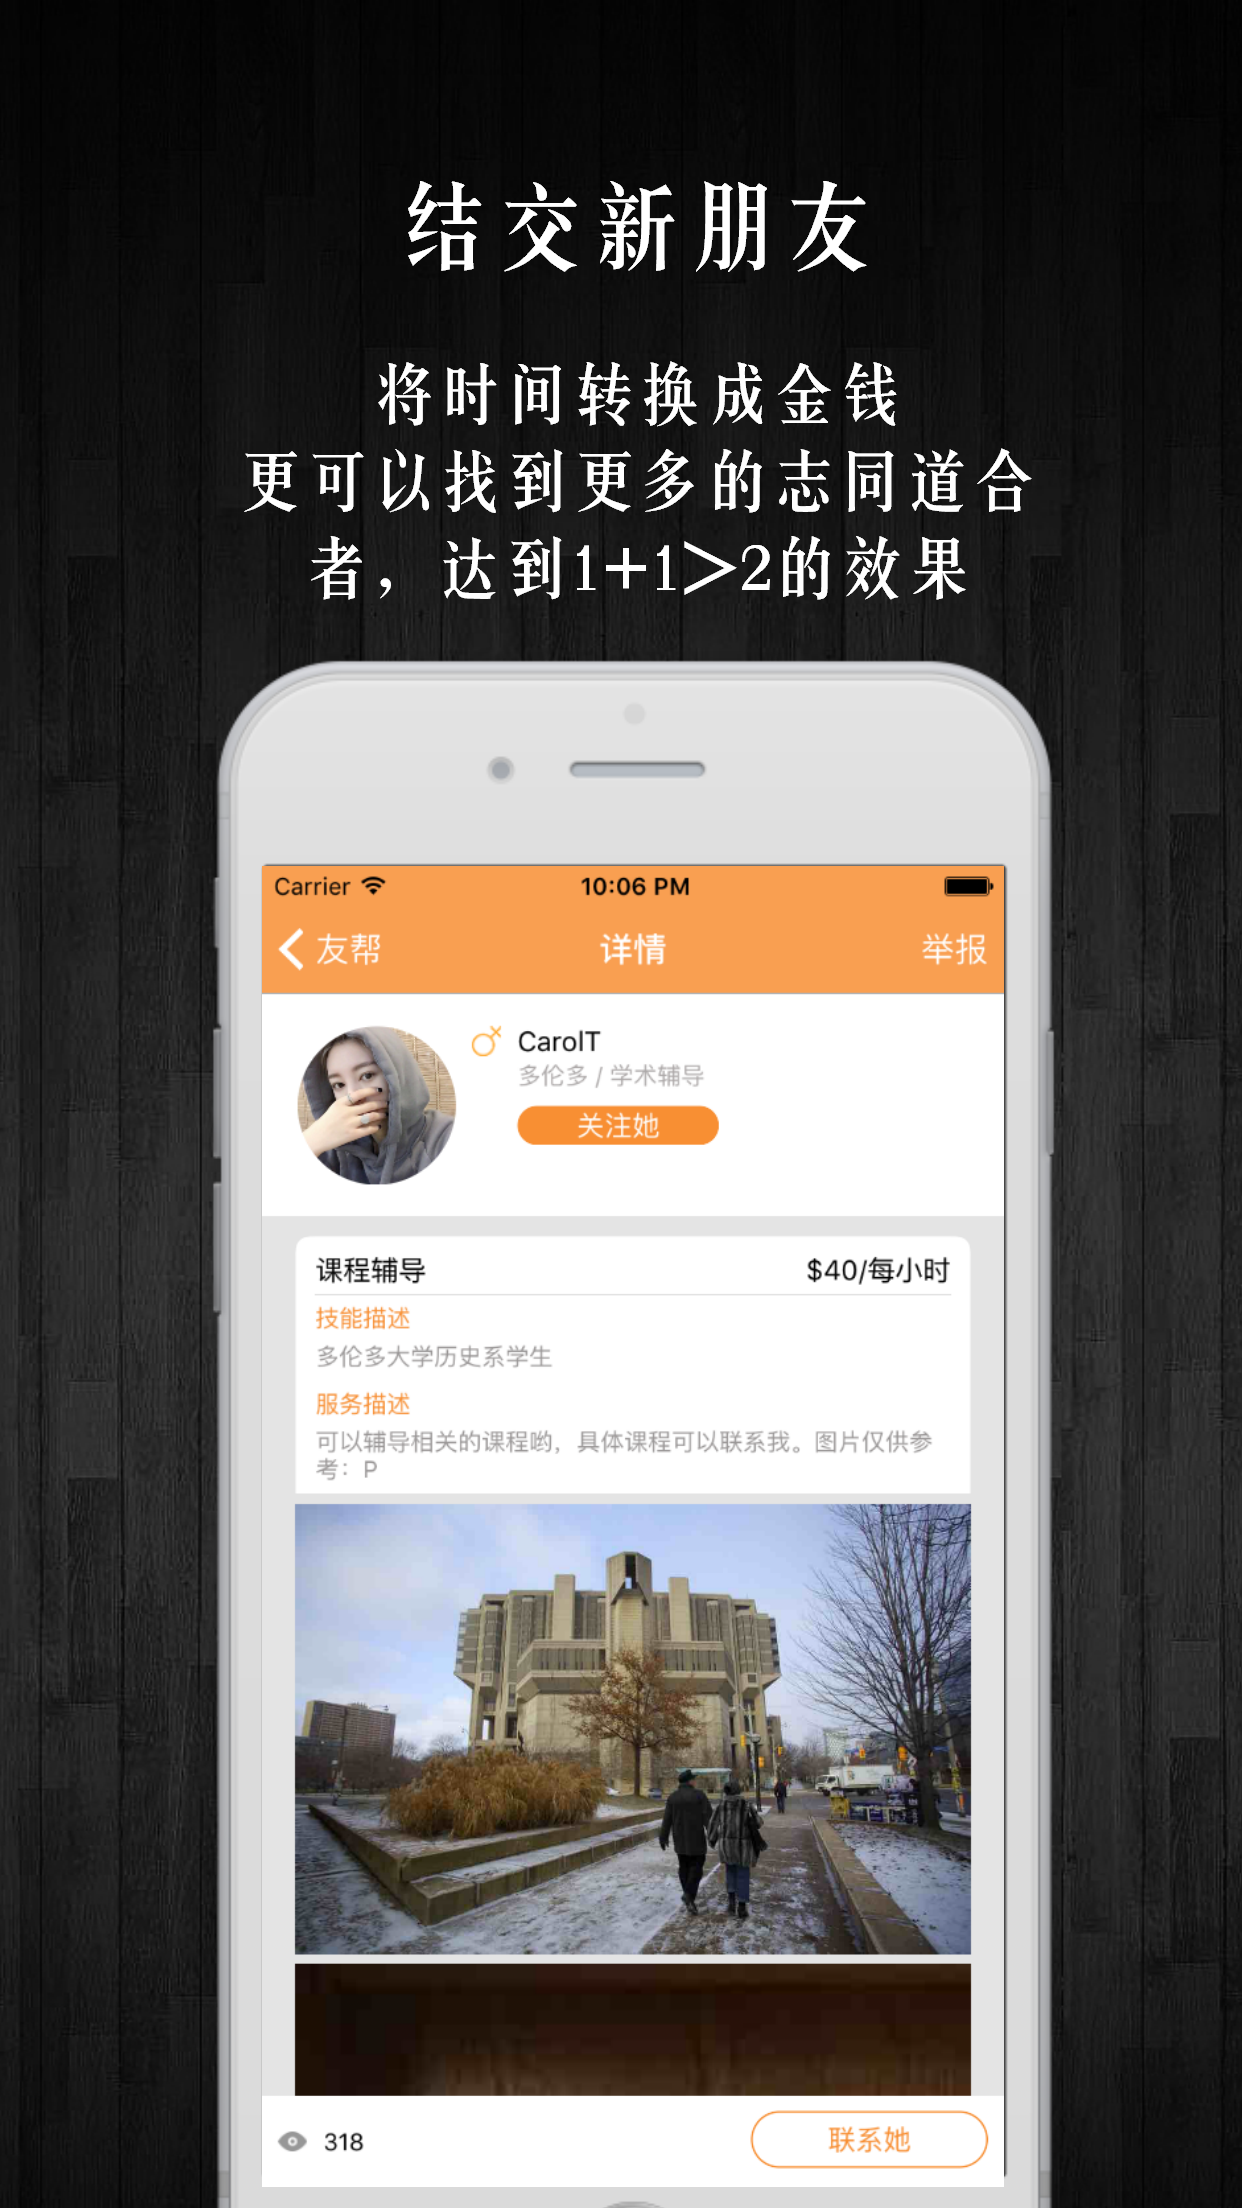 结交新朋友
将时间转换成金钱
更可以找到更多的志同道合
者，达到1+1>2的效果
Carrier 10:06 PM
友帮 详情 举报
CarolT
多伦多 / 学术辅导
关注她
课程辅导 $40/每小时
技能描述
多伦多大学历史系学生
服务描述
可以辅导相关的课程哟，具体课程可以联系我。图片仅供参
考：P
318 联系她